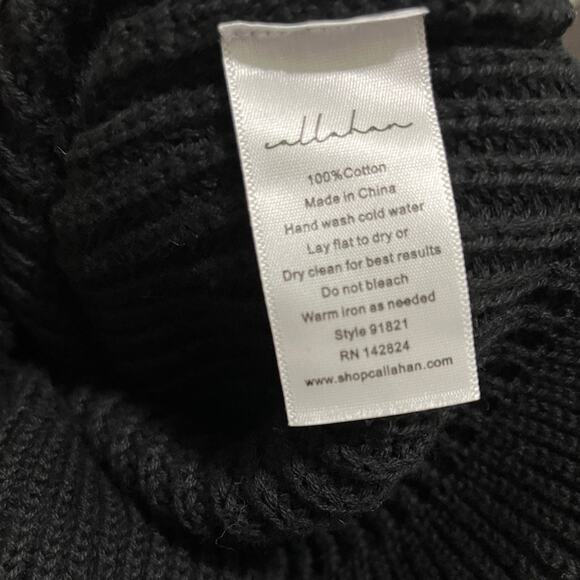 callahan
100%Cotton
Made in China
Hand wash cold water
Lay flat to dry or
Dry clean for best results
Do not bleach
Warm iron as needed
Style 91821
RN 142824
www.shopcallahan.com